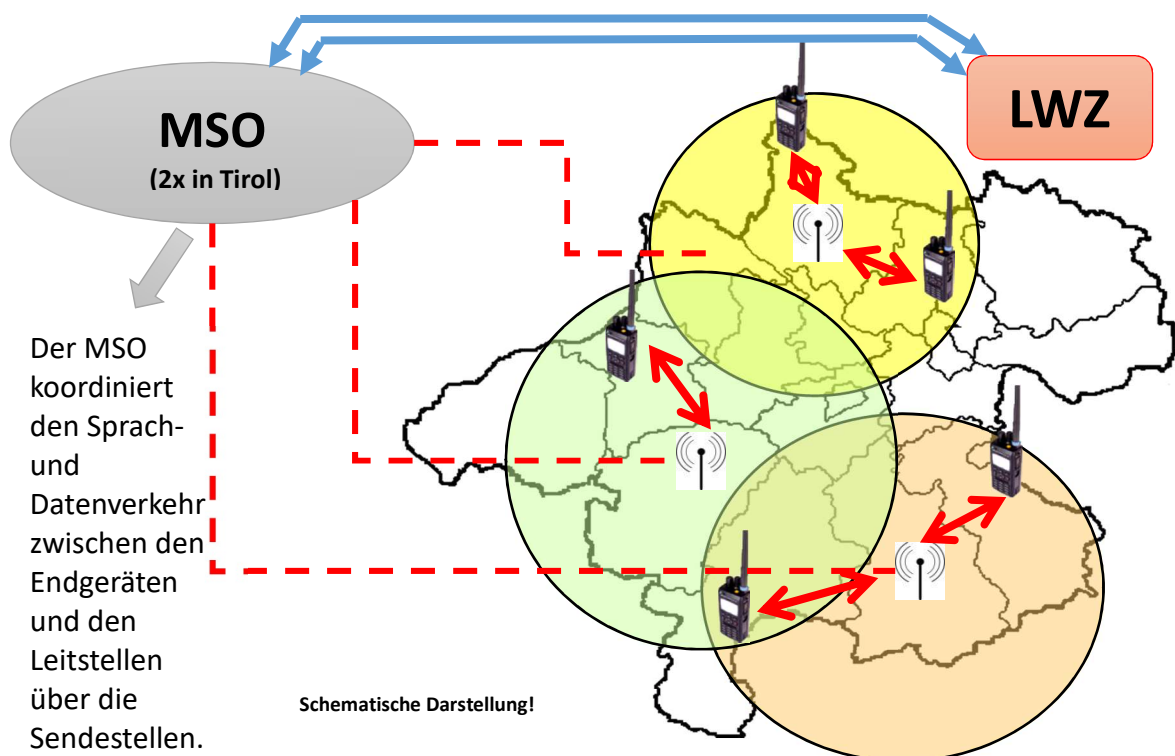 MSO
(2x in Tirol)
LWZ
Der MSO
koordiniert
den Sprach-
und
Datenverkehr
zwischen den
Endgeräten
und den
Leitstellen
über die
Sendestellen.
Schematische Darstellung!